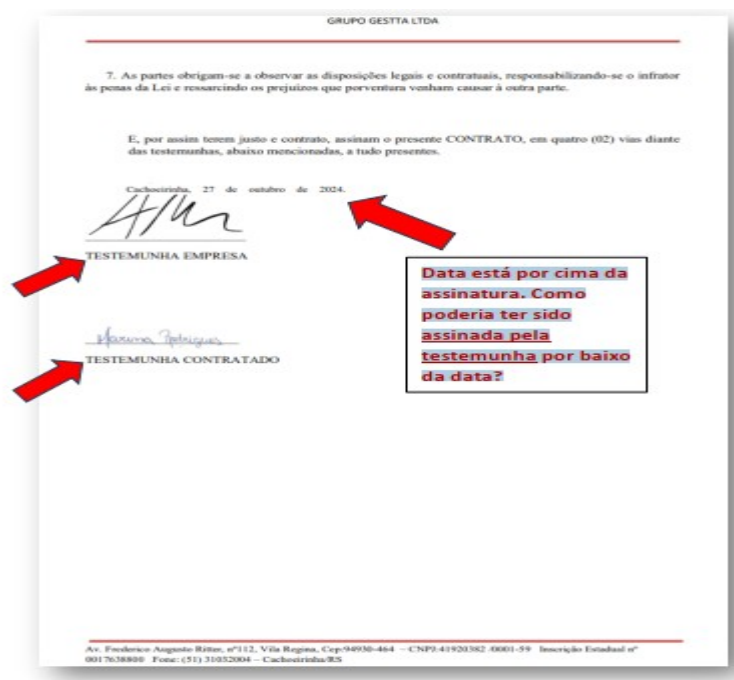 GRUPO GESTTA LTDA
7. As partes obrigam-se a observar as disposições legais e contratuais, responsabilizando-se o infrator
às penas da Lei e ressarcindo os prejuízos que porventura venham causar à outra parte.
E, por assim terem justo e contrato, assinam o presente CONTRATO, em quatro (02) vias diante
das testemunhas, abaixo mencionadas, a tudo presentes.
Cachoeirinha, 27 de outubro de 2024.
TESTEMUNHA EMPRESA
Data está por cima da
assinatura. Como
poderia ter sido
assinada pela
testemunha por baixo
da data?
Rodrigues
TESTEMUNHA CONTRATADO
Av. Frederico Augusto Ritter, nº112, Vila Regina, Cep:94930-464 – CNPJ:41920382 /0001-59 Inscrição Estadual nº
0017638800 Fone: (51) 31032004 – Cachoeirinha/RS